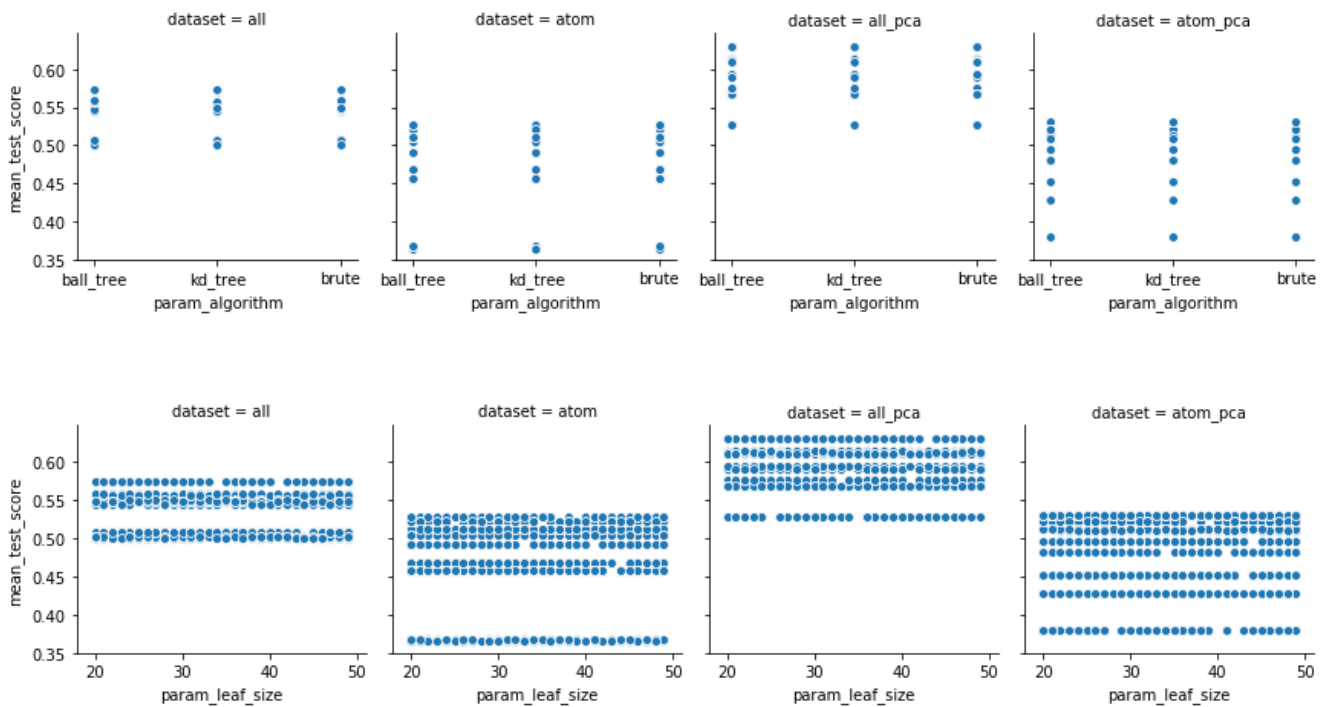 dataset = all
dataset = atom
dataset = all_pca
dataset = atom_pca
mean_test_score
0.60
0.55
0.50
0.45
0.40
0.35
ball_tree kd_tree brute
ball_tree kd_tree brute
ball_tree kd_tree brute
ball_tree kd_tree brute
param_algorithm
param_algorithm
param_algorithm
param_algorithm
dataset = all
dataset = atom
dataset = all_pca
dataset = atom_pca
mean_test_score
0.60
0.55
0.50
0.45
0.40
0.35
20 30 40 50
20 30 40 50
20 30 40 50
20 30 40 50
param_leaf_size
param_leaf_size
param_leaf_size
param_leaf_size